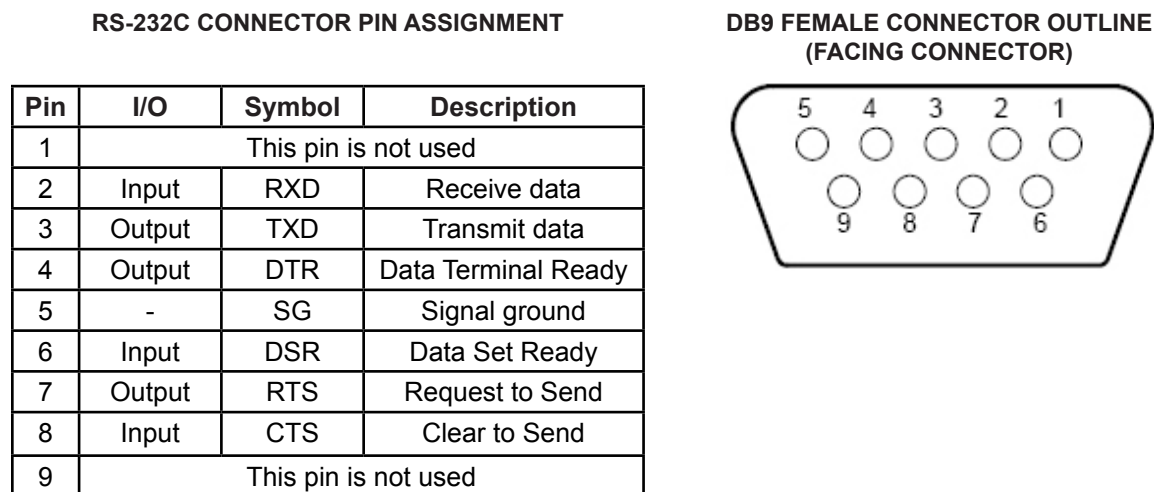 RS-232C CONNECTOR PIN ASSIGNMENT
Pin I/O Symbol Description
1 This pin is not used
2 Input RXD Receive data
3 Output TXD Transmit data
4 Output DTR Data Terminal Ready
5 - SG Signal ground
6 Input DSR Data Set Ready
7 Output RTS Request to Send
8 Input CTS Clear to Send
9 This pin is not used
DB9 FEMALE CONNECTOR OUTLINE
(FACING CONNECTOR)
5 4 3 2 1
9 8 7 6